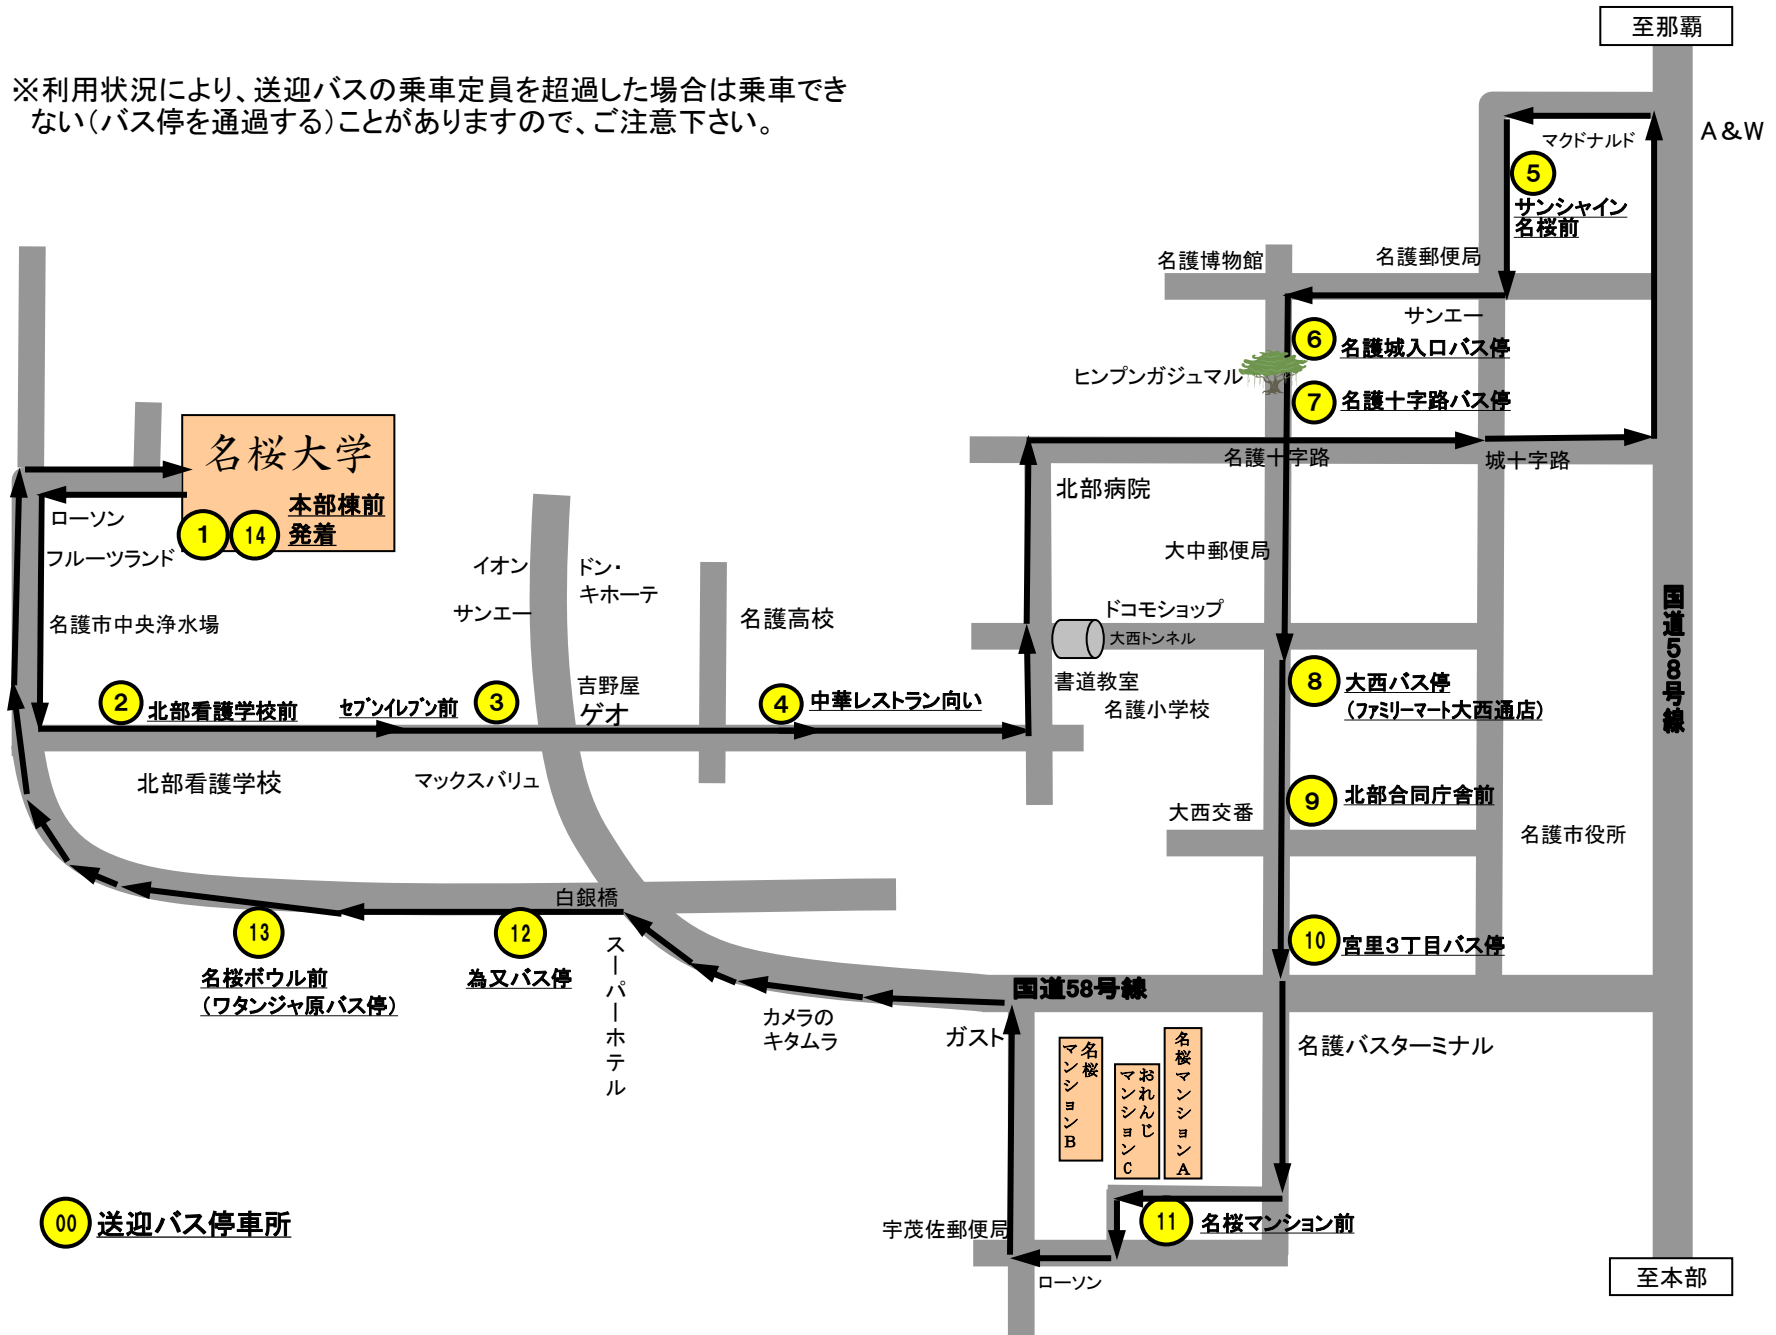 至那覇
※利用状況により、送迎バスの乗車定員を超過した場合は乗車でき
ない(バス停を通過する)ことがありますので、ご注意下さい。
A&W
マクドナルド
5
サンシャイン
名桜前
名護博物館
名護郵便局
サンエー
6
名護城入口バス停
ヒンプンガジュマル
7
名護十字路バス停
名桜大学
本部棟前
発着
1
14
ローソン
フルーツランド
名護市中央浄水場
名護十字路
城十字路
北部病院
大中郵便局
イオン
サンエー
ドン・
キホーテ
名護高校
ドコモショップ
大西トンネル
国道58号線
書道教室
名護小学校
2
北部看護学校前
セブンイレブン前
3
吉野屋
ゲオ
4
中華レストラン向い
8
大西バス停
(ファミリーマート大西通店)
北部看護学校
マックスバリュ
9
北部合同庁舎前
大西交番
名護市役所
白銀橋
13
名桜ボウル前
(ワタンジャ原バス停)
12
為又バス停
スーパーホテル
10
宮里3丁目バス停
国道58号線
カメラの
キタムラ
ガスト
名桜
マンションB
おれんじ
マンションC
名桜マンションA
名護バスターミナル
00
送迎バス停車所
宇茂佐郵便局
11
名桜マンション前
ローソン
至本部